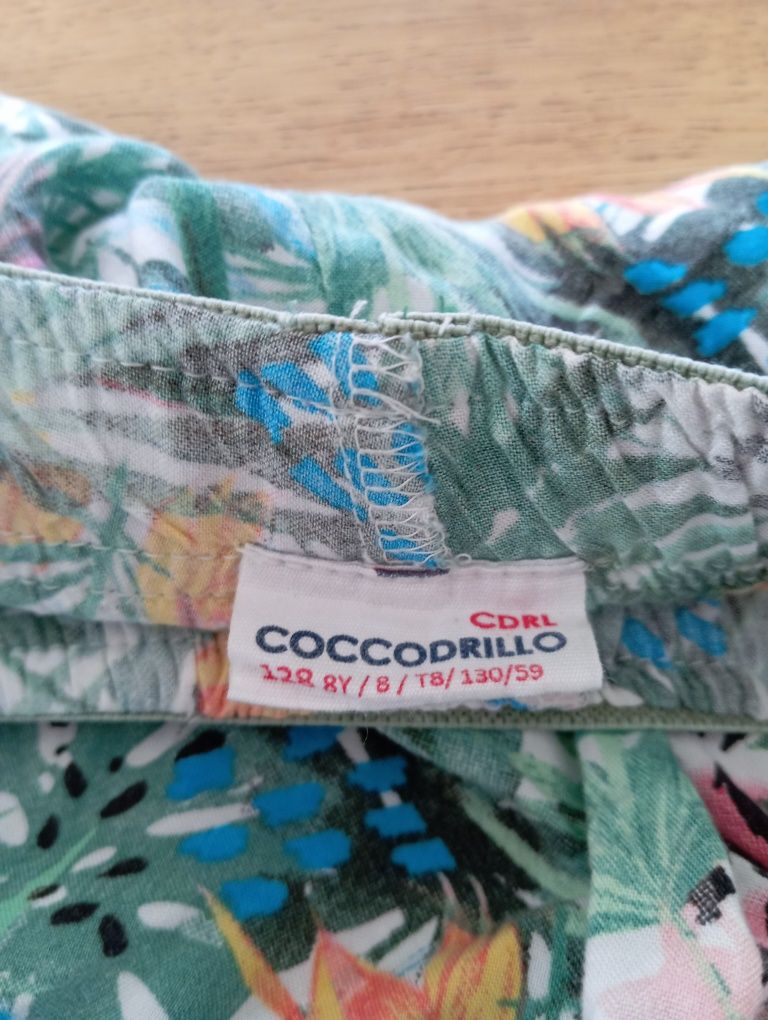 CDRL
COCCODRILLO
128 8Y / 8 / T8/ 130/59